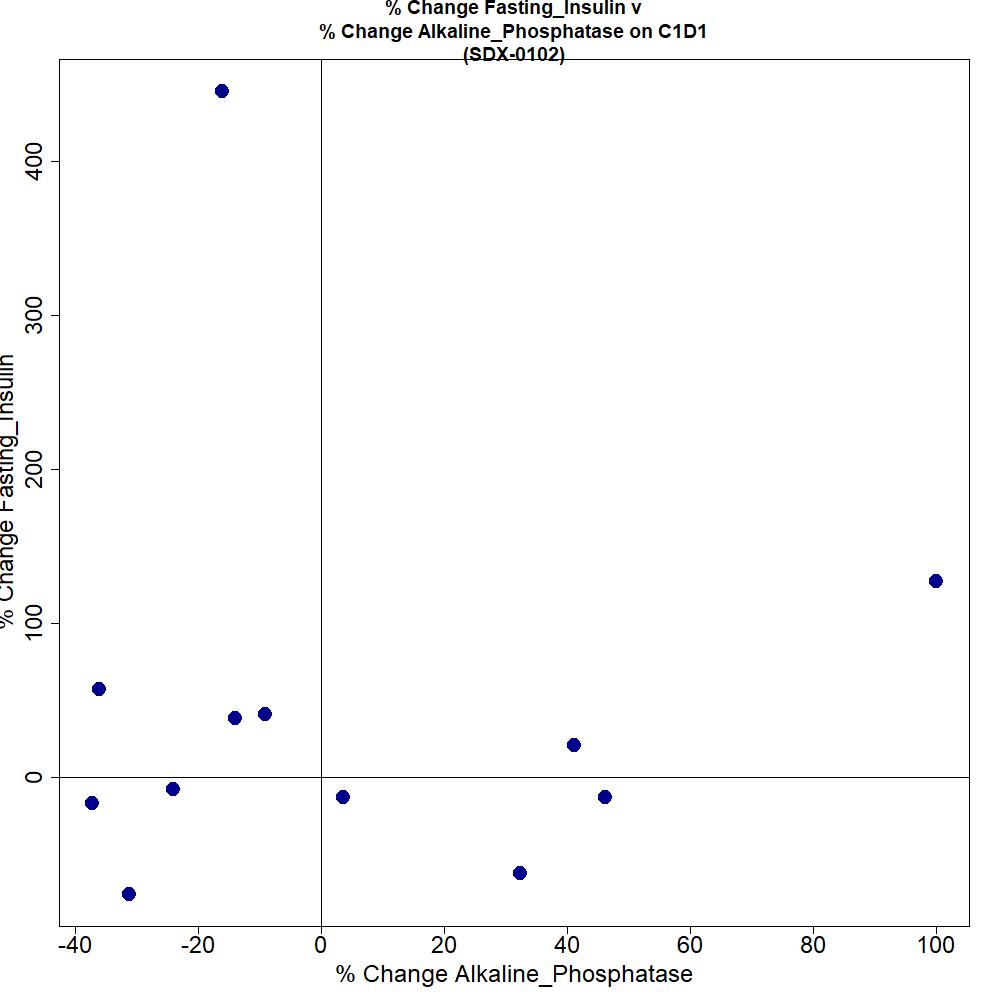 % Change Fasting_Insulin v
% Change Alkaline_Phosphatase on C1D1
(SDX-0102)
% Change Fasting_Insulin
400
300
200
100
0
-40 -20 0 20 40 60 80 100
% Change Alkaline_Phosphatase